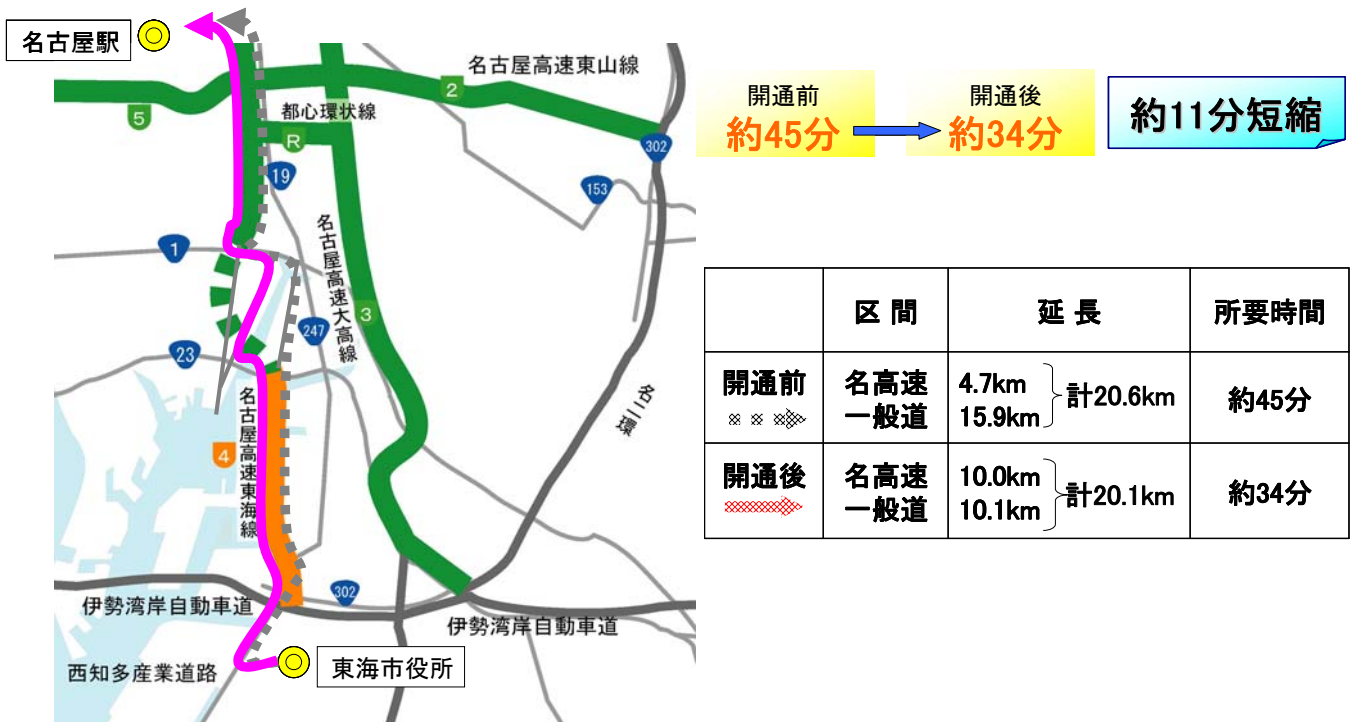 名古屋駅
名古屋高速東山線
2
5
都心環状線
R
302
19
153
1
名古屋高速大高線
3
247
23
名二環
名古屋高速東海線
4
302
伊勢湾岸自動車道
伊勢湾岸自動車道
西知多産業道路
東海市役所
開通前
約45分
開通後
約34分
約11分短縮
区間 延長 所要時間
開通前 名高速 4.7km 計20.6km 約45分
一般道 15.9km
開通後 名高速 10.0km 計20.1km 約34分
一般道 10.1km